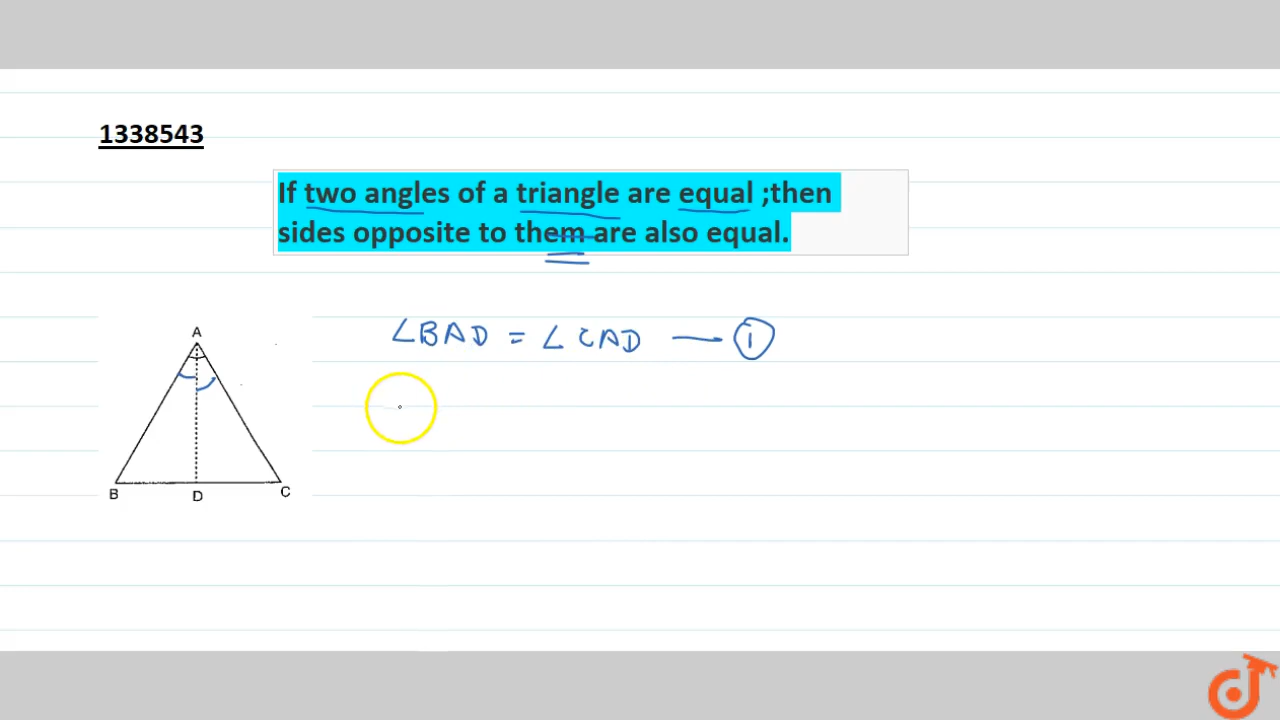 1338543
If two angles of a triangle are equal ;then
sides opposite to them are also equal.
A
∠BAD = ∠CAD — ①
B
D
C